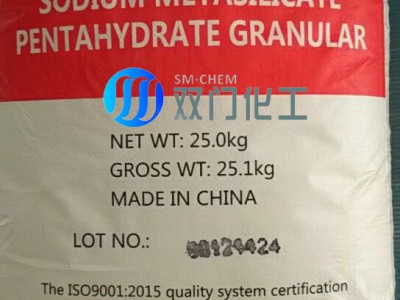 SODIUM METASILICATE
PENTAHYDRATE GRANULAR
SM-CHEM
双门化工
NET WT: 25.0kg
GROSS WT: 25.1kg
MADE IN CHINA
LOT NO.:
The ISO9001:2015 quality system certification